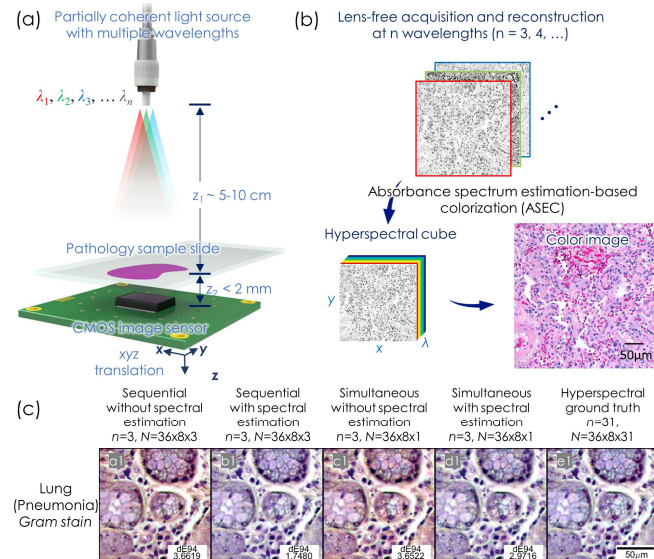 (a)
Partially coherent light source
with multiple wavelengths
λ1, λ2, λ3, … λn
z1 ~ 5-10 cm
Pathology sample slide
z2 < 2 mm
CMOS image sensor
x y
xyz
translation
z
(b)
Lens-free acquisition and reconstruction
at n wavelengths (n = 3, 4, …)
Absorbance spectrum estimation-based
colorization (ASEC)
Hyperspectral cube
y
x
λ
Color image
50μm
(c)
Sequential
without spectral
estimation
n=3, N=36x8x3
Sequential
with spectral
estimation
n=3, N=36x8x3
Simultaneous
without spectral
estimation
n=3, N=36x8x1
Simultaneous
with spectral
estimation
n=3, N=36x8x1
Hyperspectral
ground truth
n=31,
N=36x8x31
Lung
(Pneumonia)
Gram stain
a1
dE94
3.6619
b1
dE94
1.7480
c1
dE94
3.6522
d1
dE94
2.9716
e1
50μm